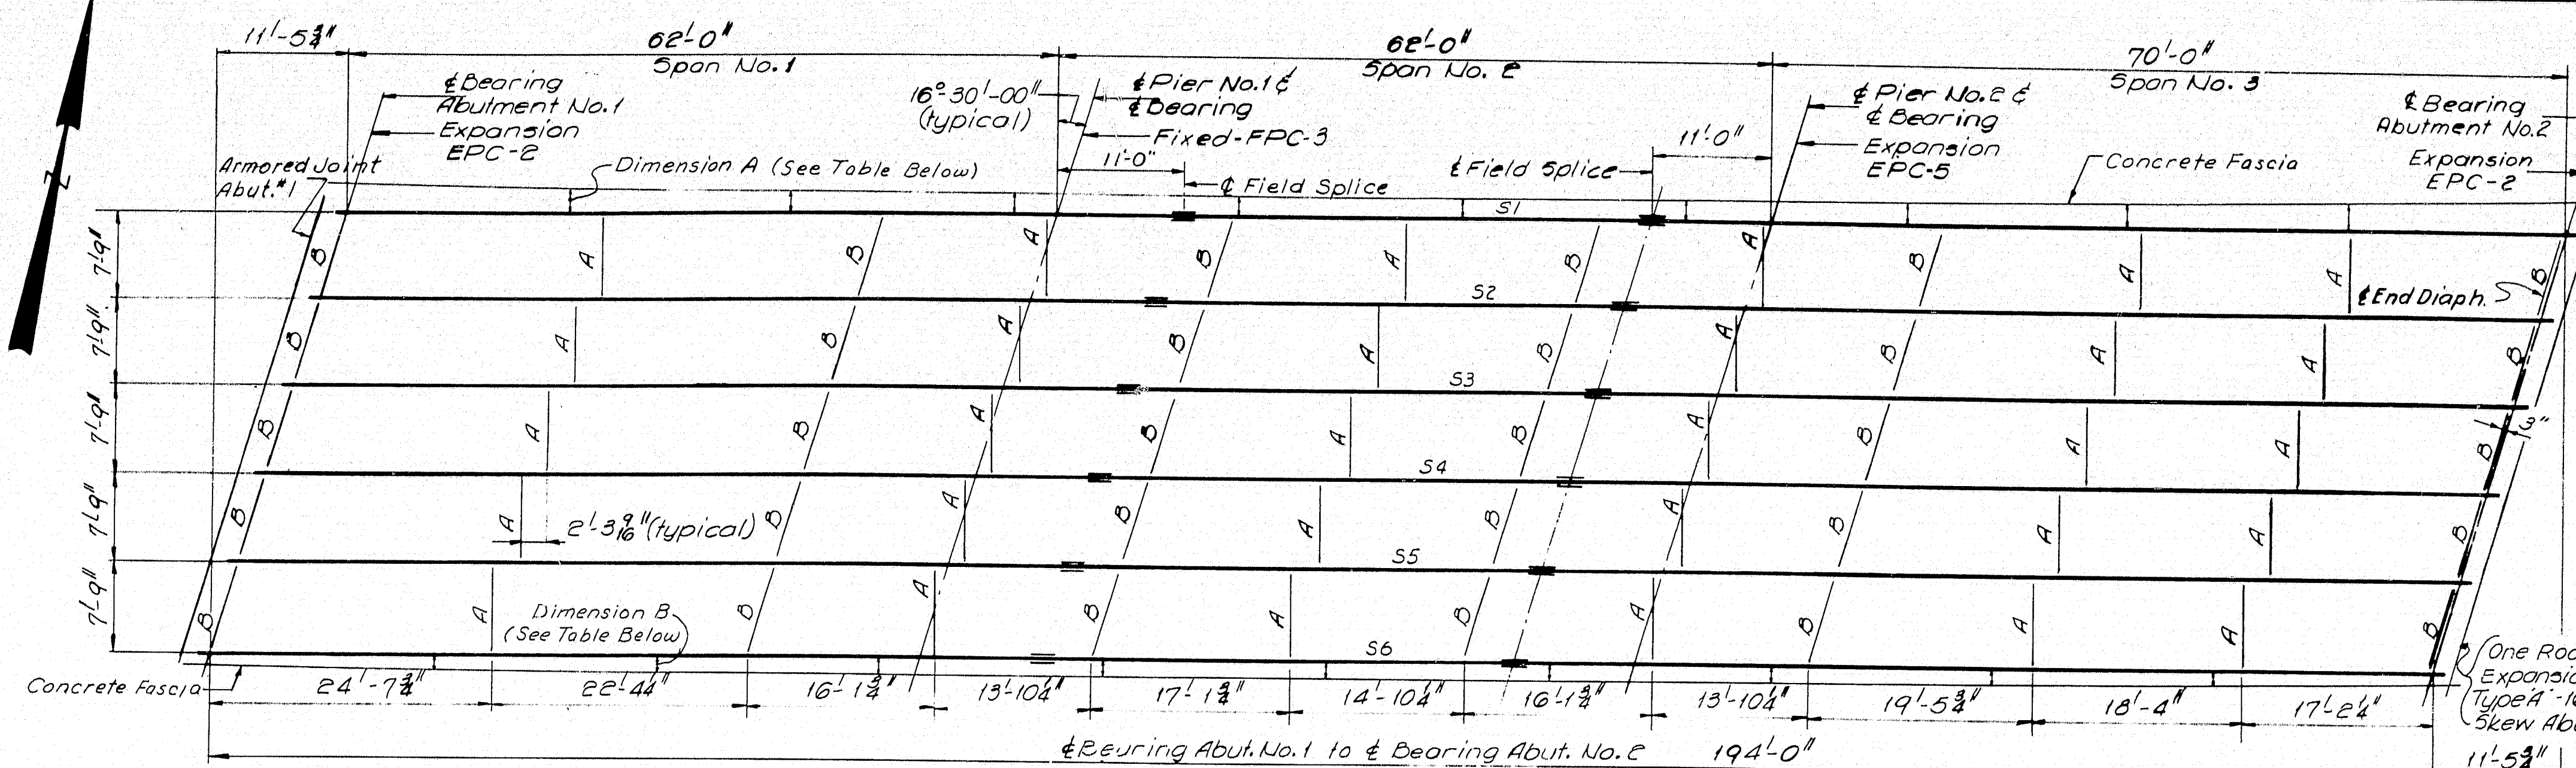 11'-5¾"
62'-0"
Span No. 1
62'-0"
Span No. 2
70'-0"
Span No. 3
℄ Bearing
Abutment No. 1
Expansion
EPC-2
16°-30'-00"
(typical)
℄ Pier No. 1 &
℄ Bearing
Fixed-FPC-3
℄ Pier No. 2 &
℄ Bearing
Expansion
EPC-5
℄ Bearing
Abutment No. 2
Expansion
EPC-2
Armored Joint
Abut. #1
Dimension A (See Table Below)
11'-0"
℄ Field Splice
℄ Field Splice
11'-0"
Concrete Fascia
Z
S1
7'-9"
B A B A B A B A B A A B
S2
℄ End Diaph.
7'-9"
B A B A B A B A B A A B
S3
7'-9"
B A B A B A B A B A A B
3"
S4
7'-9"
B A B A B A B A B A A B
2'-3 9/16" (typical)
S5
7'-9"
B A B A B A B A B A A B
Dimension B
(See Table Below)
S6
Concrete Fascia
24'-7¾"
22'-4¼"
16'-1¾"
13'-10¼"
17'-1¾"
14'-10¼"
16'-1¾"
13'-10¼"
19'-5¾"
18'-4"
17'-2¼"
Type A
Skew
℄ Bearing Abut. No. 1 to ℄ Bearing Abut. No. 2 194'-0"
11'-5¾"